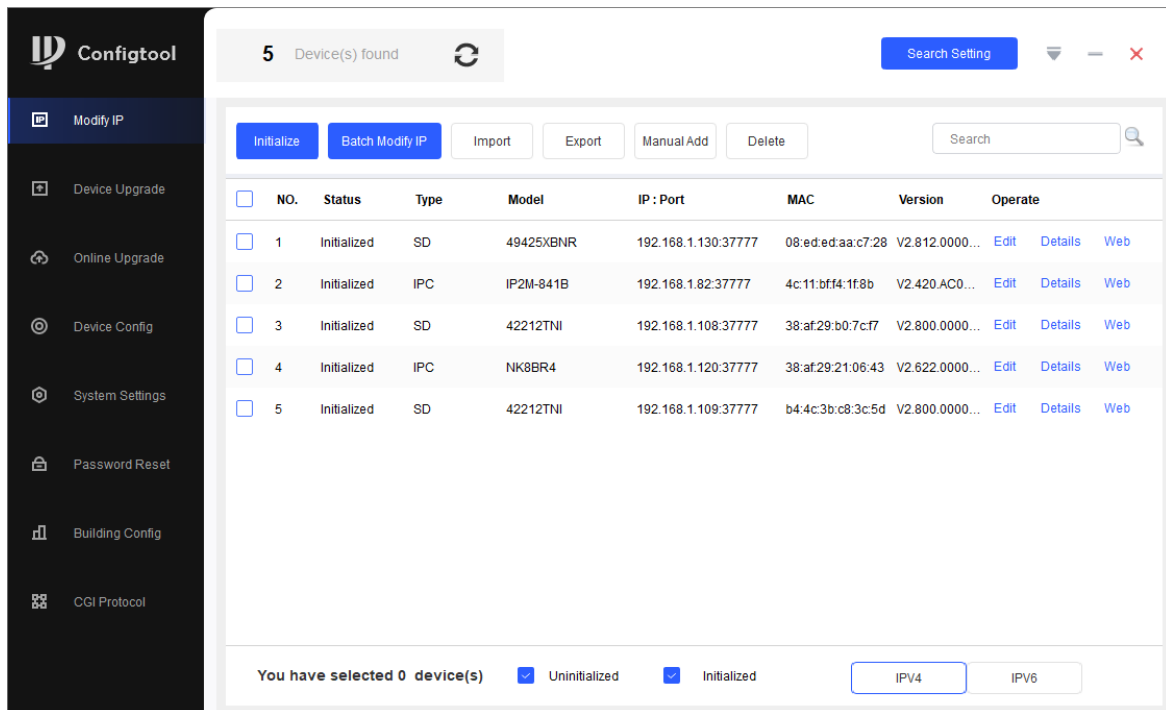 Configtool
5 Device(s) found
Search Setting
Modify IP
Device Upgrade
Online Upgrade
Device Config
System Settings
Password Reset
Building Config
CGI Protocol
Initialize Batch Modify IP Import Export Manual Add Delete Search
NO. Status Type Model IP : Port MAC Version Operate
1 Initialized SD 49425XBNR 192.168.1.130:37777 08:ed:ed:aa:c7:28 V2.812.0000... Edit Details Web
2 Initialized IPC IP2M-841B 192.168.1.82:37777 4c:11:bf:f4:1f:8b V2.420.AC0... Edit Details Web
3 Initialized SD 42212TNI 192.168.1.108:37777 38:af:29:b0:7c:f7 V2.800.0000... Edit Details Web
4 Initialized IPC NK8BR4 192.168.1.120:37777 38:af:29:21:06:43 V2.622.0000... Edit Details Web
5 Initialized SD 42212TNI 192.168.1.109:37777 b4:4c:3b:c8:3c:5d V2.800.0000... Edit Details Web
You have selected 0 device(s) Uninitialized Initialized IPV4 IPV6